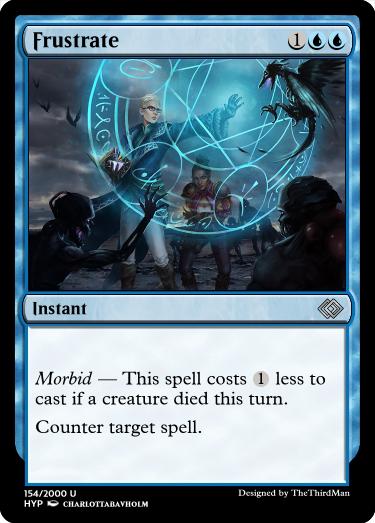 Frustrate 1UU
Instant
Morbid — This spell costs 1 less to
cast if a creature died this turn.
Counter target spell.
154/2000 U
Designed by TheThirdMan
HYP CHARLOTTABAVHOLM